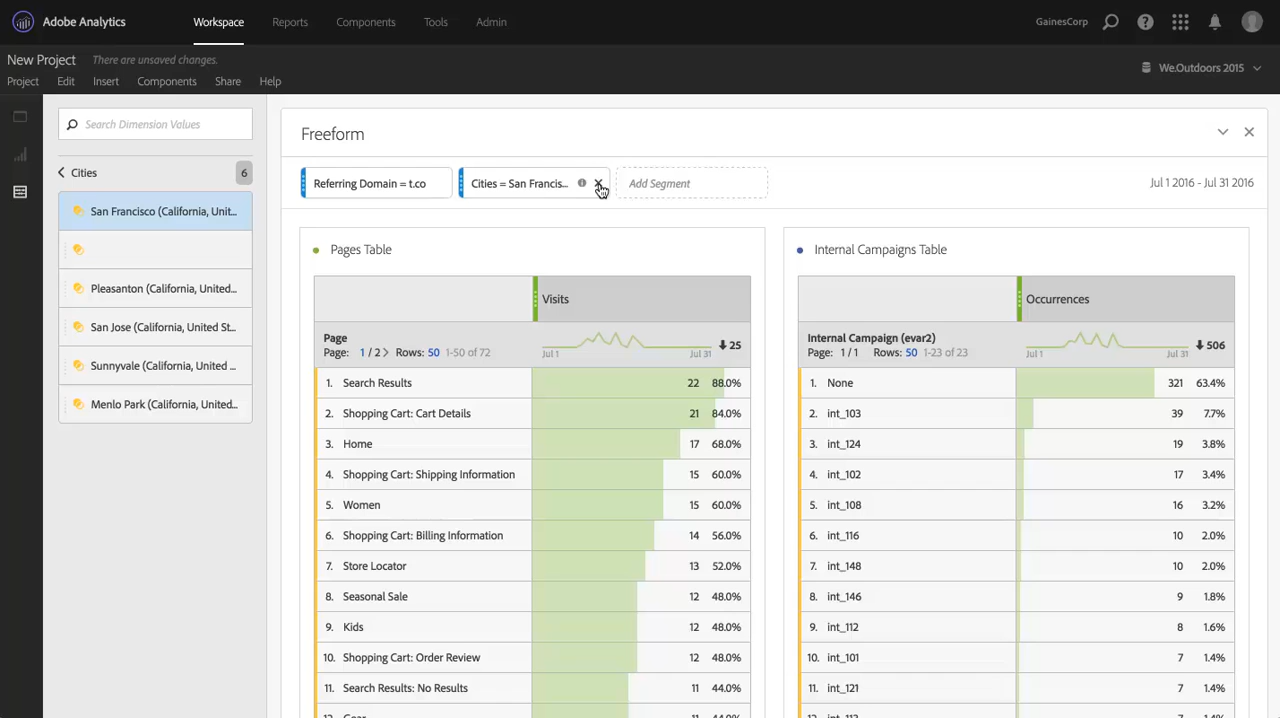 Adobe Analytics
Workspace
Reports
Components
Tools
Admin
GainesCorp
New Project
There are unsaved changes.
Project
Edit
Insert
Components
Share
Help
We.Outdoors 2015
Search Dimension Values
Cities
6
San Francisco (California, Unit...
Pleasanton (California, United...
San Jose (California, United St...
Sunnyvale (California, United ...
Menlo Park (California, United...
Freeform
Referring Domain = t.co
Cities = San Francis...
Add Segment
Jul 1 2016 - Jul 31 2016
Pages Table
Visits
Page
Page: 1 / 2 > Rows: 50 1-50 of 72
Jul 1
Jul 31
25
1. Search Results 22 88.0%
2. Shopping Cart: Cart Details 21 84.0%
3. Home 17 68.0%
4. Shopping Cart: Shipping Information 15 60.0%
5. Women 15 60.0%
6. Shopping Cart: Billing Information 14 56.0%
7. Store Locator 13 52.0%
8. Seasonal Sale 12 48.0%
9. Kids 12 48.0%
10. Shopping Cart: Order Review 12 48.0%
11. Search Results: No Results 11 44.0%
12. Gear 11 44.0%
Internal Campaigns Table
Occurrences
Internal Campaign (evar2)
Page: 1 / 1 Rows: 50 1-23 of 23
Jul 1
Jul 31
506
1. None 321 63.4%
2. int_103 39 7.7%
3. int_124 19 3.8%
4. int_102 17 3.4%
5. int_108 16 3.2%
6. int_116 10 2.0%
7. int_148 10 2.0%
8. int_146 9 1.8%
9. int_112 8 1.6%
10. int_101 7 1.4%
11. int_121 7 1.4%